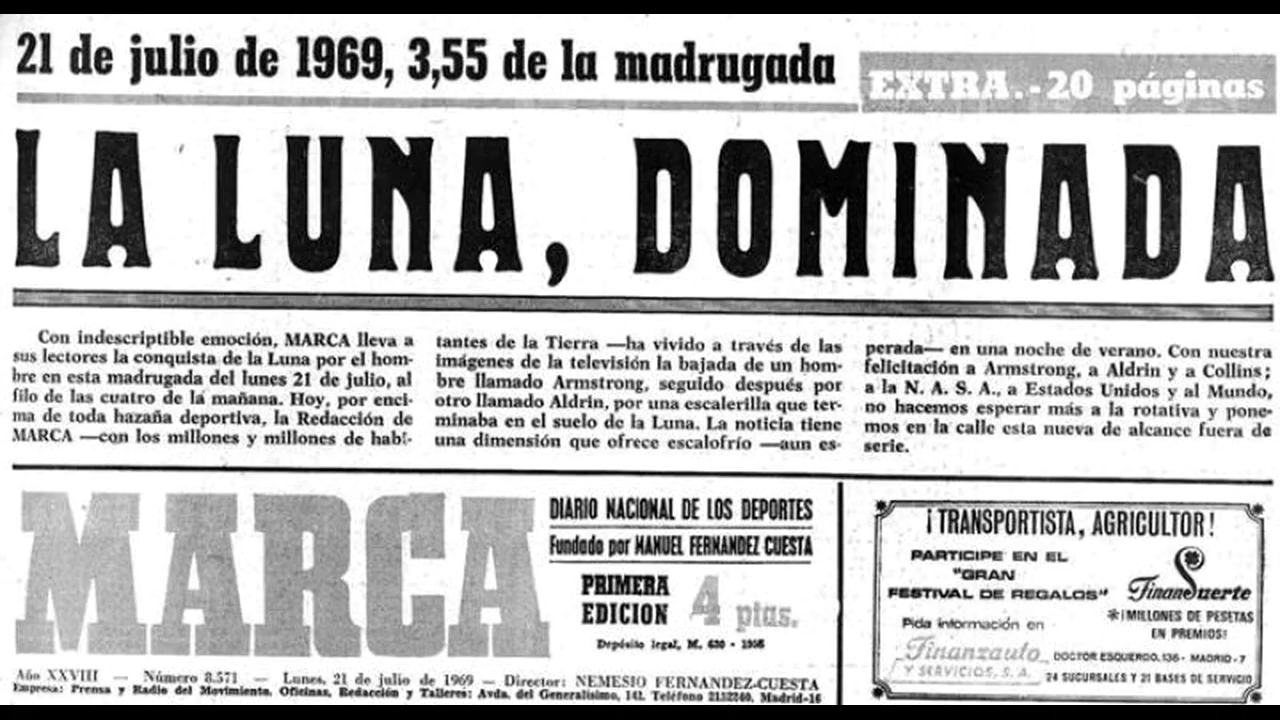 21 de julio de 1969, 3,55 de la madrugada
EXTRA.-20 páginas
LA LUNA, DOMINADA
Con indescriptible emoción, MARCA lleva a
sus lectores la conquista de la Luna por el hom-
bre en esta madrugada del lunes 21 de julio, al
filo de las cuatro de la mañana. Hoy, por enci-
ma de toda hazaña deportiva, la Redacción de
MARCA —con los millones y millones de habi-
tantes de la Tierra —ha vivido a través de las
imágenes de la televisión la bajada de un hom-
bre llamado Armstrong, seguido después por
otro llamado Aldrin, por una escalerilla que ter-
minaba en el suelo de la Luna. La noticia tiene
una dimensión que ofrece escalofrío —aun es-
perada— en una noche de verano. Con nuestra
felicitación a Armstrong, a Aldrin y a Collins;
a la N. A. S. A., a Estados Unidos y al Mundo,
no hacemos esperar más a la rotativa y pone-
mos en la calle esta nueva de alcance fuera de
serie.
MARCA
DIARIO NACIONAL DE LOS DEPORTES
Fundado por MANUEL FERNANDEZ CUESTA
PRIMERA
EDICION
4 ptas.
Depósito legal, M. 630 - 1958
Año XXVIII — Número 8.571 — Lunes, 21 de julio de 1969 — Director: NEMESIO FERNANDEZ-CUESTA
Empresa: Prensa y Radio del Movimiento. Oficinas, Redacción y Talleres: Avda. del Generalísimo, 142. Teléfono 2152240. Madrid-16
¡TRANSPORTISTA, AGRICULTOR!
PARTICIPE EN EL
"GRAN
FESTIVAL DE REGALOS"
FinanSuerte
*¡MILLONES DE PESETAS
EN PREMIOS!
Pida información en
Finanzauto
Y SERVICIOS, S. A.
DOCTOR ESQUERDO, 136 - MADRID - 7
24 SUCURSALES Y 21 BASES DE SERVICIO